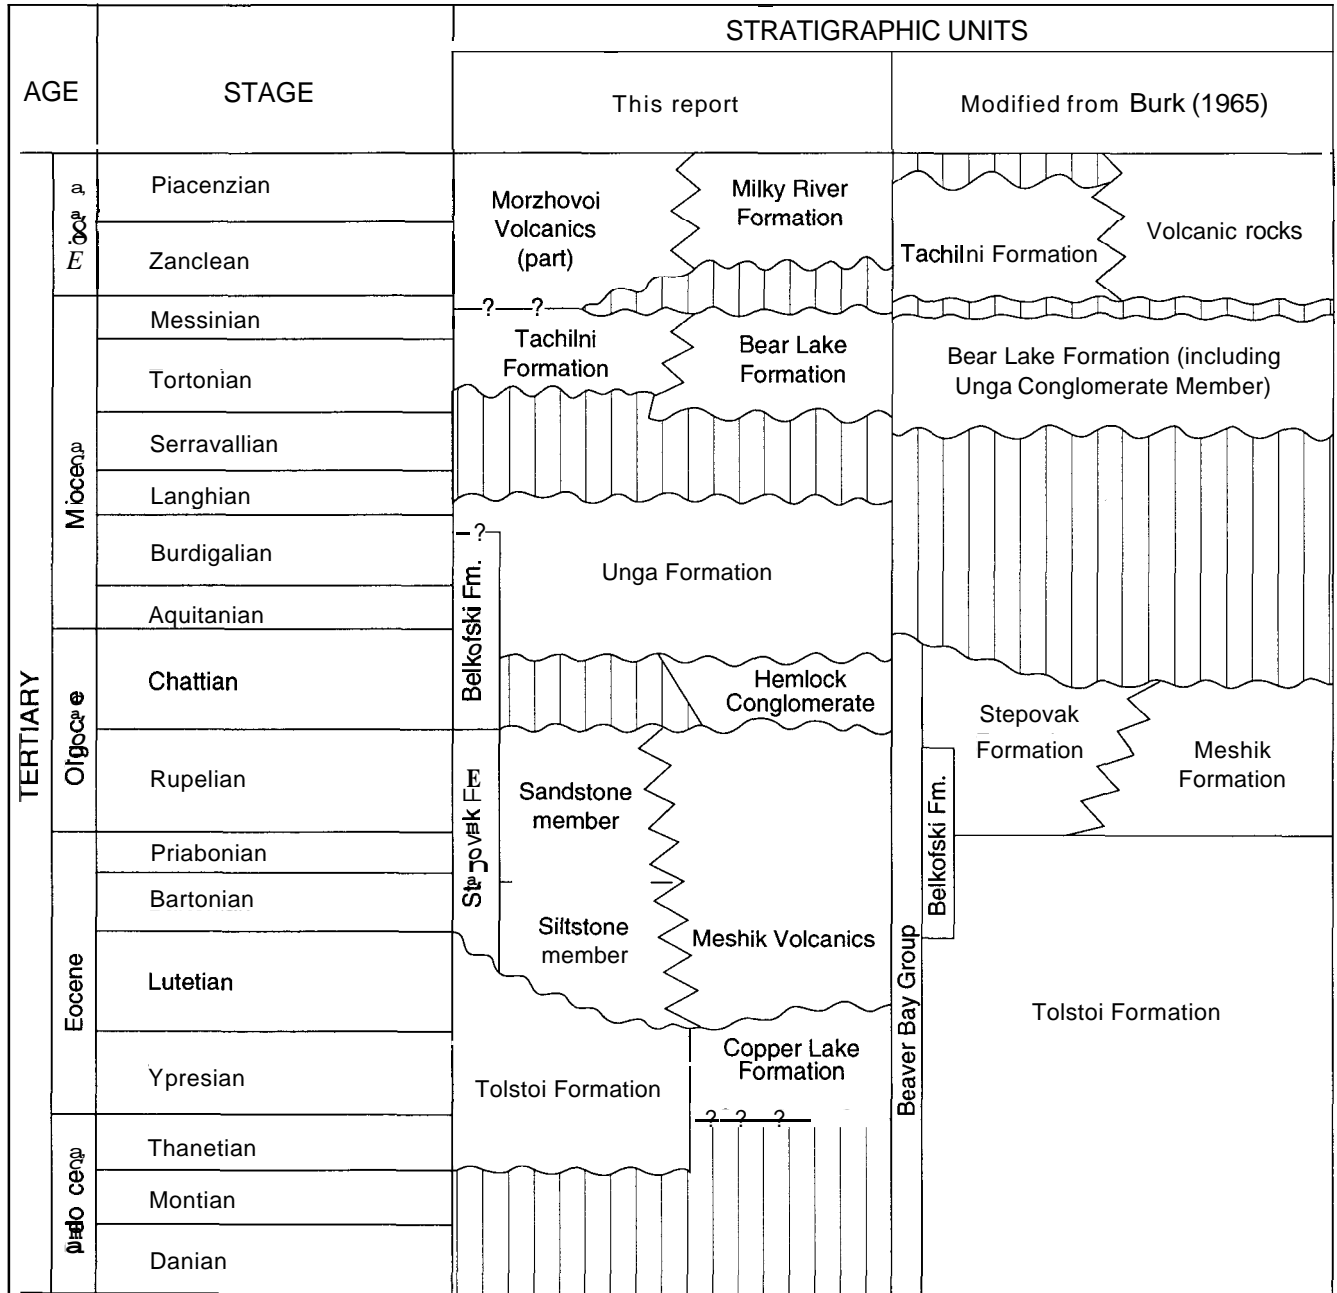 STRATIGRAPHIC UNITS
AGE
STAGE
This report
Modified from Burk (1965)
TERTIARY
Piacenzian
Zanclean
Messinian
Tortonian
Serravallian
Langhian
Burdigalian
Aquitanian
Chattian
Rupelian
Eocene
Priabonian
Bartonian
Lutetian
Ypresian
Thanetian
Montian
Danian
Morzhovoi
Volcanics
(part)
Milky River
Formation
? ?
Tachilni
Formation
Bear Lake
Formation
?
Belkofski Fm.
Unga Formation
Hemlock
Conglomerate
Sandstone
member
Siltstone
member
Meshik Volcanics
Tolstoi Formation
Copper Lake
Formation
? ? ?
Tachilni Formation
Volcanic rocks
Bear Lake Formation (including
Unga Conglomerate Member)
Stepovak
Formation
Meshik
Formation
Belkofski Fm.
Beaver Bay Group
Tolstoi Formation